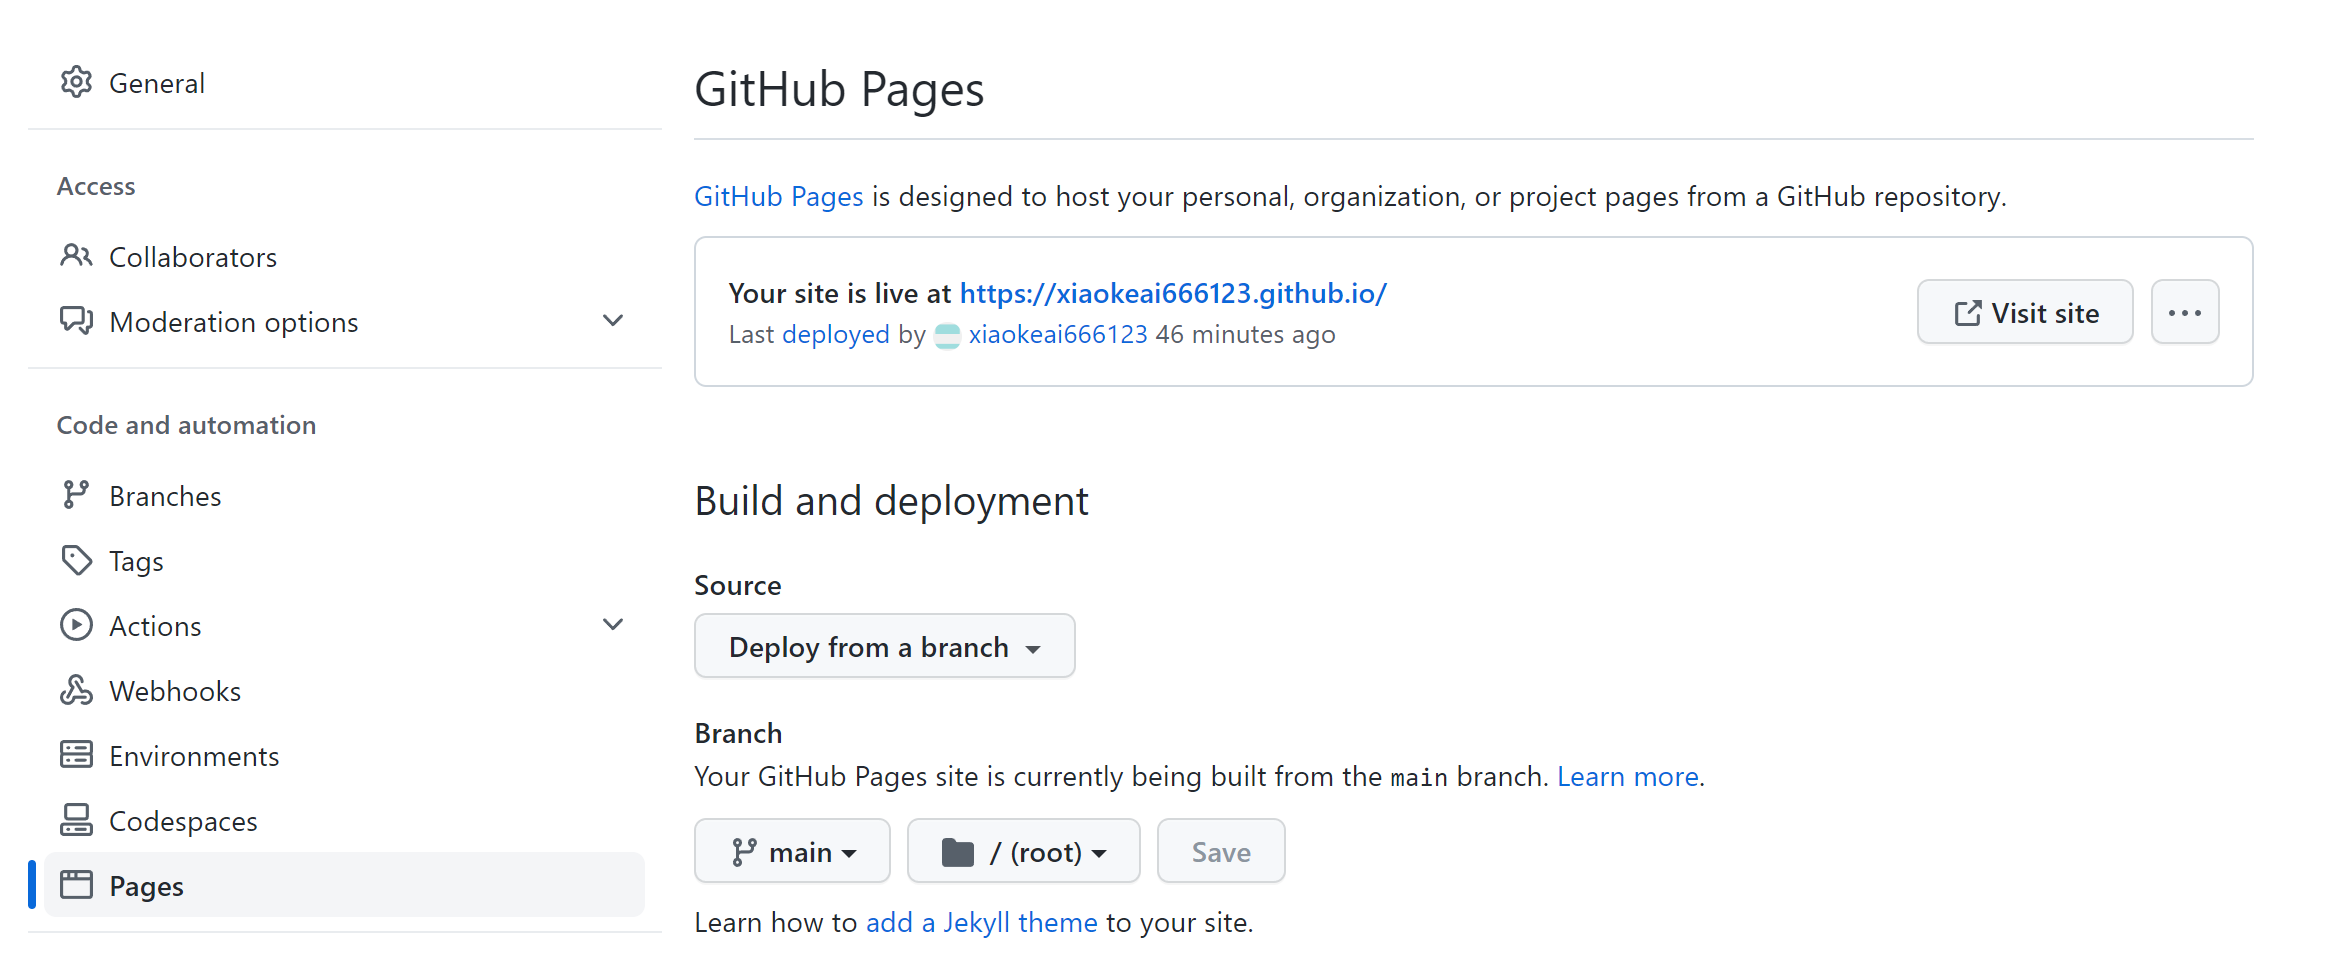 General
Access
Collaborators
Moderation options
Code and automation
Branches
Tags
Actions
Webhooks
Environments
Codespaces
Pages
GitHub Pages
GitHub Pages is designed to host your personal, organization, or project pages from a GitHub repository.
Your site is live at https://xiaokeai666123.github.io/
Last deployed by xiaokeai666123 46 minutes ago
Visit site
Build and deployment
Source
Deploy from a branch
Branch
Your GitHub Pages site is currently being built from the main branch. Learn more.
main / (root) Save
Learn how to add a Jekyll theme to your site.